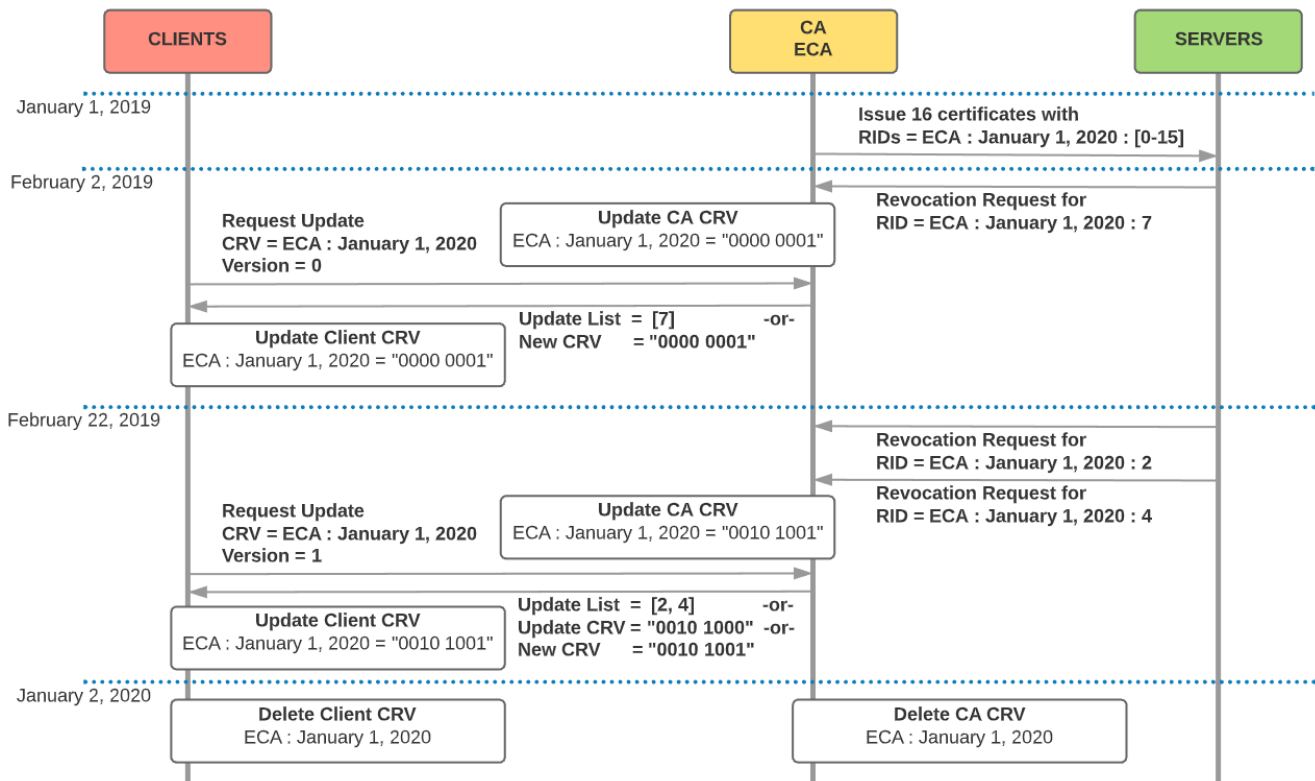 CLIENTS
CA
ECA
SERVERS
January 1, 2019
Issue 16 certificates with
RIDs = ECA : January 1, 2020 : [0-15]
February 2, 2019
Revocation Request for
RID = ECA : January 1, 2020 : 7
Update CA CRV
ECA : January 1, 2020 = "0000 0001"
Request Update
CRV = ECA : January 1, 2020
Version = 0
Update List = [7] -or-
New CRV = "0000 0001"
Update Client CRV
ECA : January 1, 2020 = "0000 0001"
February 22, 2019
Revocation Request for
RID = ECA : January 1, 2020 : 2
Revocation Request for
RID = ECA : January 1, 2020 : 4
Update CA CRV
ECA : January 1, 2020 = "0010 1001"
Request Update
CRV = ECA : January 1, 2020
Version = 1
Update List = [2, 4] -or-
Update CRV = "0010 1000" -or-
New CRV = "0010 1001"
Update Client CRV
ECA : January 1, 2020 = "0010 1001"
January 2, 2020
Delete Client CRV
ECA : January 1, 2020
Delete CA CRV
ECA : January 1, 2020